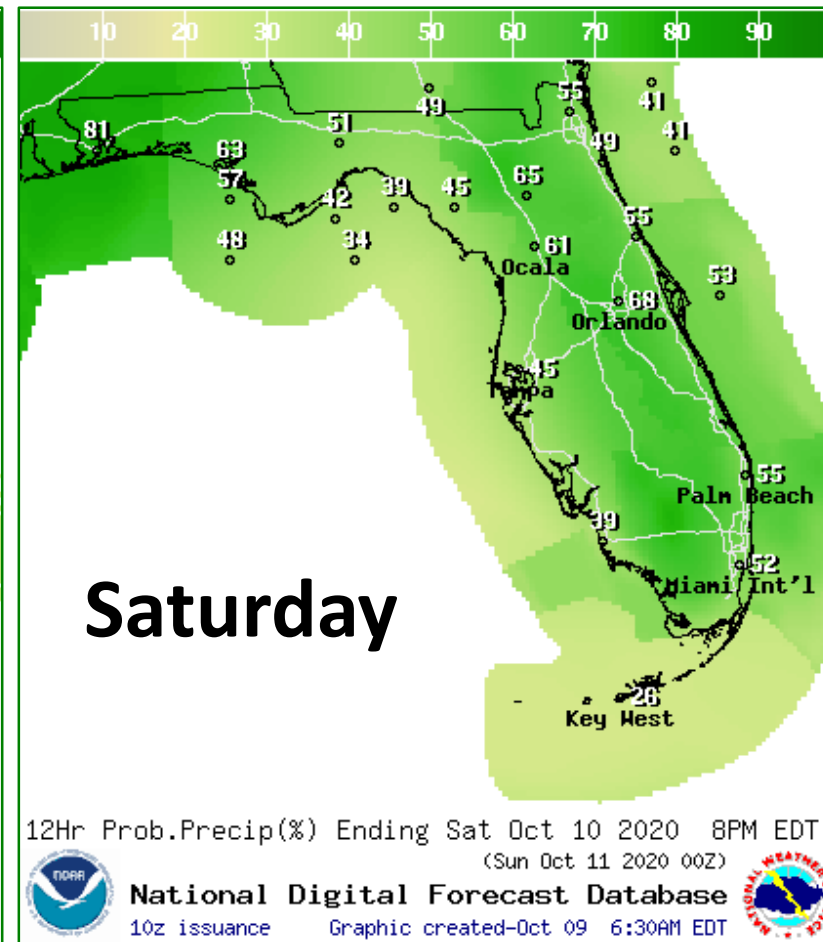 10 20 30 40 50 60 70 80 90
55 41
49
81 51 41
63 49
57 42 39 45 65
55
48 34 61
Ocala
53
68
Orlando
45
Tampa
55
Palm Beach
39
52
Miami Int'l
Saturday
Key West
12Hr Prob.Precip(%) Ending Sat Oct 10 2020 8PM EDT
(Sun Oct 11 2020 00Z)
NOAA
National Digital Forecast Database
10z issuance Graphic created-Oct 09 6:30AM EDT